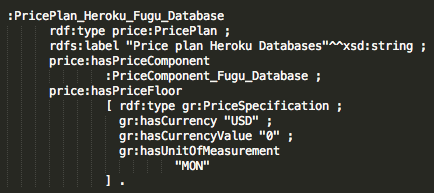 :PricePlan_Heroku_Fugu_Database
rdf:type price:PricePlan ;
rdfs:label "Price plan Heroku Databases"^^xsd:string ;
price:hasPriceComponent
:PriceComponent_Fugu_Database ;
price:hasPriceFloor
[ rdf:type gr:PriceSpecification ;
gr:hasCurrency "USD" ;
gr:hasCurrencyValue "0" ;
gr:hasUnitOfMeasurement
"MON"
] .